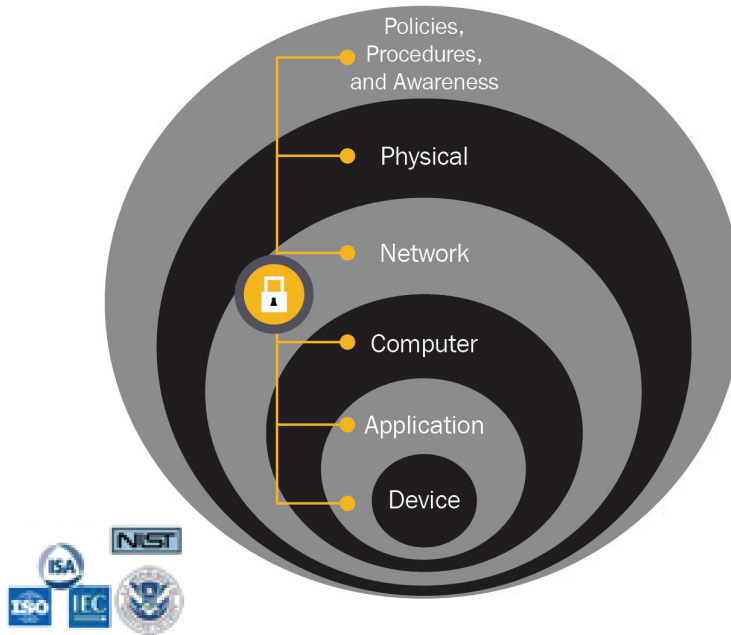 Policies,
Procedures,
and Awareness
Physical
Network
Computer
Application
Device
NIST
ISA
ISO
IEC